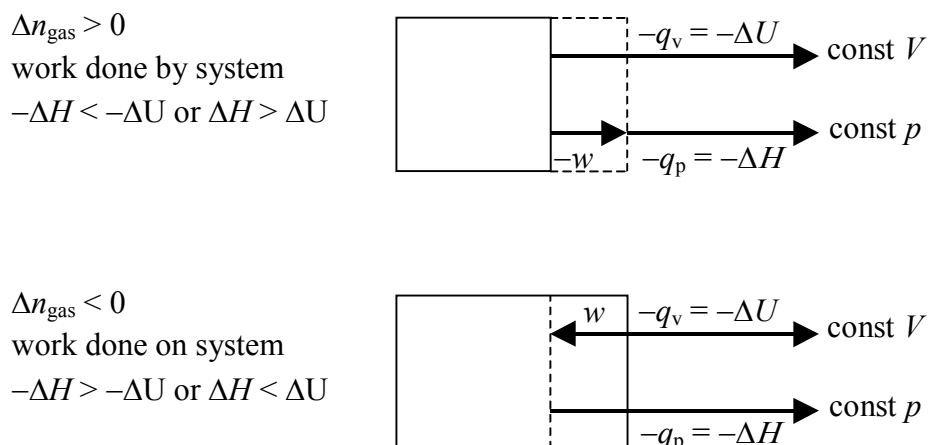 Δn_gas > 0
work done by system
−ΔH < −ΔU or ΔH > ΔU
−q_v = −ΔU
const V
−w
−q_p = −ΔH
const p
Δn_gas < 0
work done on system
−ΔH > −ΔU or ΔH < ΔU
w
−q_v = −ΔU
const V
−q_p = −ΔH
const p